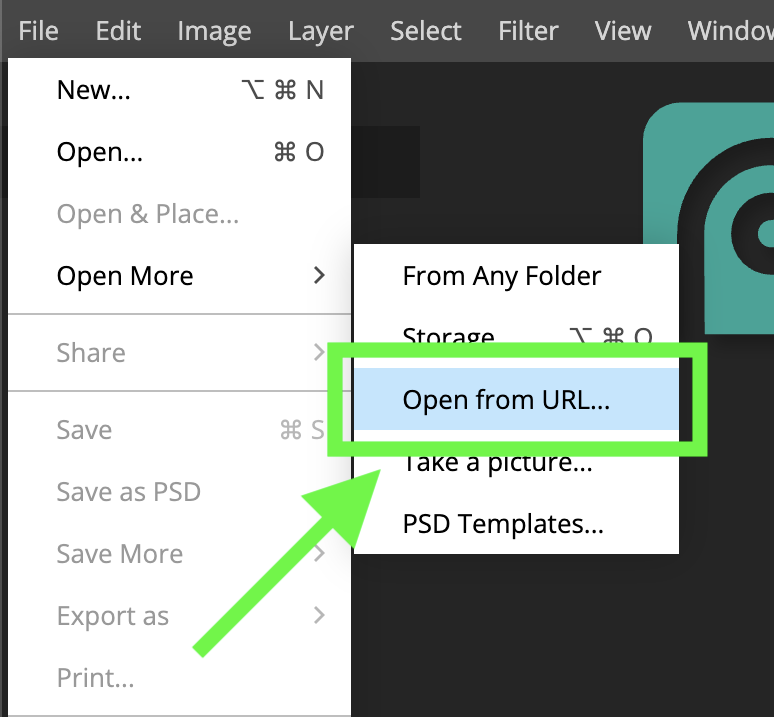 File Edit Image Layer Select Filter View Window
New... ⌥ ⌘ N
Open... ⌘ O
Open & Place...
Open More >
Share >
Save ⌘ S
Save as PSD
Save More >
Export as >
Print...
From Any Folder
Storage ⌥ ⌘ O
Open from URL...
Take a picture...
PSD Templates...